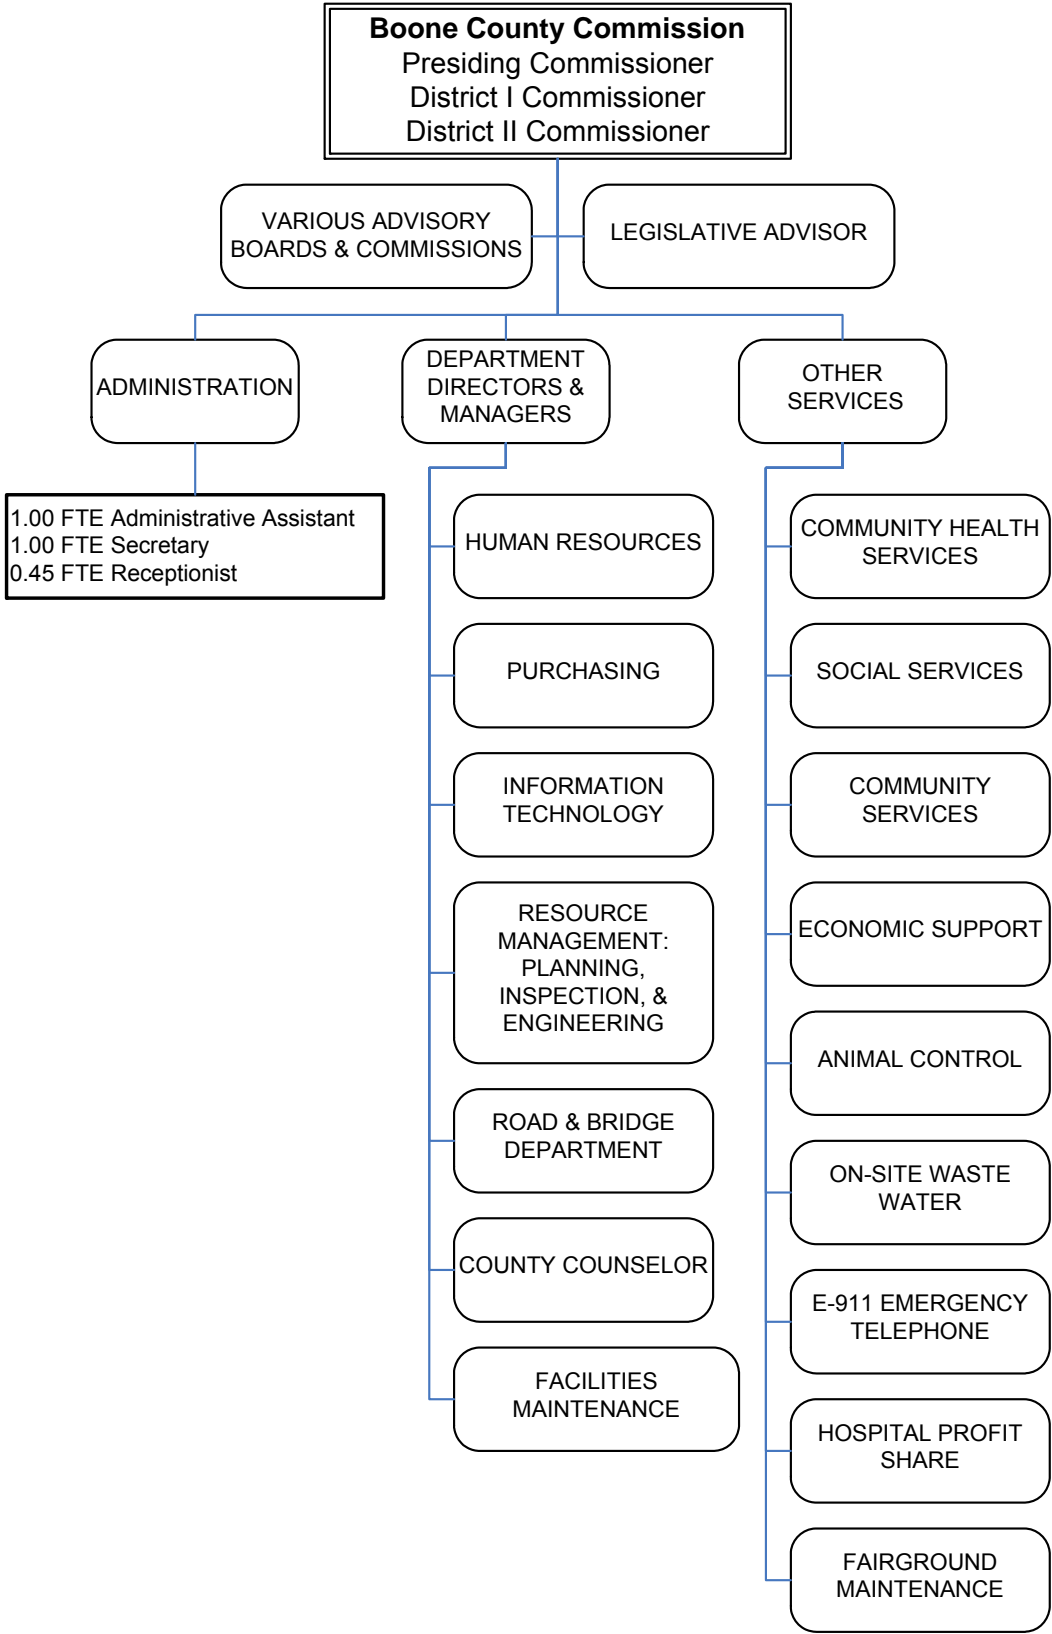 Boone County Commission
Presiding Commissioner
District I Commissioner
District II Commissioner
VARIOUS ADVISORY
BOARDS & COMMISSIONS
LEGISLATIVE ADVISOR
ADMINISTRATION
DEPARTMENT
DIRECTORS &
MANAGERS
OTHER
SERVICES
1.00 FTE Administrative Assistant
1.00 FTE Secretary
0.45 FTE Receptionist
HUMAN RESOURCES
PURCHASING
INFORMATION
TECHNOLOGY
RESOURCE
MANAGEMENT:
PLANNING,
INSPECTION, &
ENGINEERING
ROAD & BRIDGE
DEPARTMENT
COUNTY COUNSELOR
FACILITIES
MAINTENANCE
COMMUNITY HEALTH
SERVICES
SOCIAL SERVICES
COMMUNITY
SERVICES
ECONOMIC SUPPORT
ANIMAL CONTROL
ON-SITE WASTE
WATER
E-911 EMERGENCY
TELEPHONE
HOSPITAL PROFIT
SHARE
FAIRGROUND
MAINTENANCE